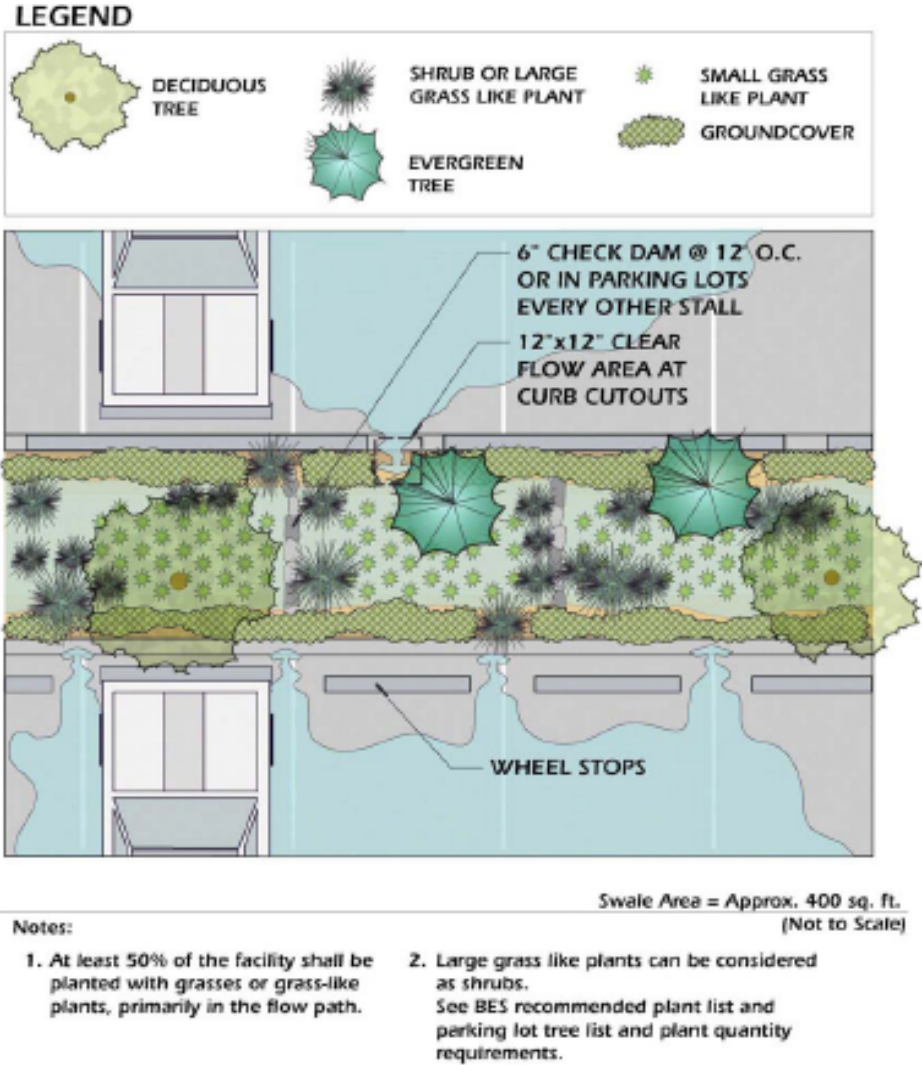 LEGEND
DECIDUOUS
TREE
SHRUB OR LARGE
GRASS LIKE PLANT
EVERGREEN
TREE
SMALL GRASS
LIKE PLANT
GROUNDCOVER
6" CHECK DAM @ 12' O.C.
OR IN PARKING LOTS
EVERY OTHER STALL
12"x12" CLEAR
FLOW AREA AT
CURB CUTOUTS
WHEEL STOPS
Swale Area = Approx. 400 sq. ft.
(Not to Scale)
Notes:
1. At least 50% of the facility shall be
planted with grasses or grass-like
plants, primarily in the flow path.
2. Large grass like plants can be considered
as shrubs.
See BES recommended plant list and
parking lot tree list and plant quantity
requirements.